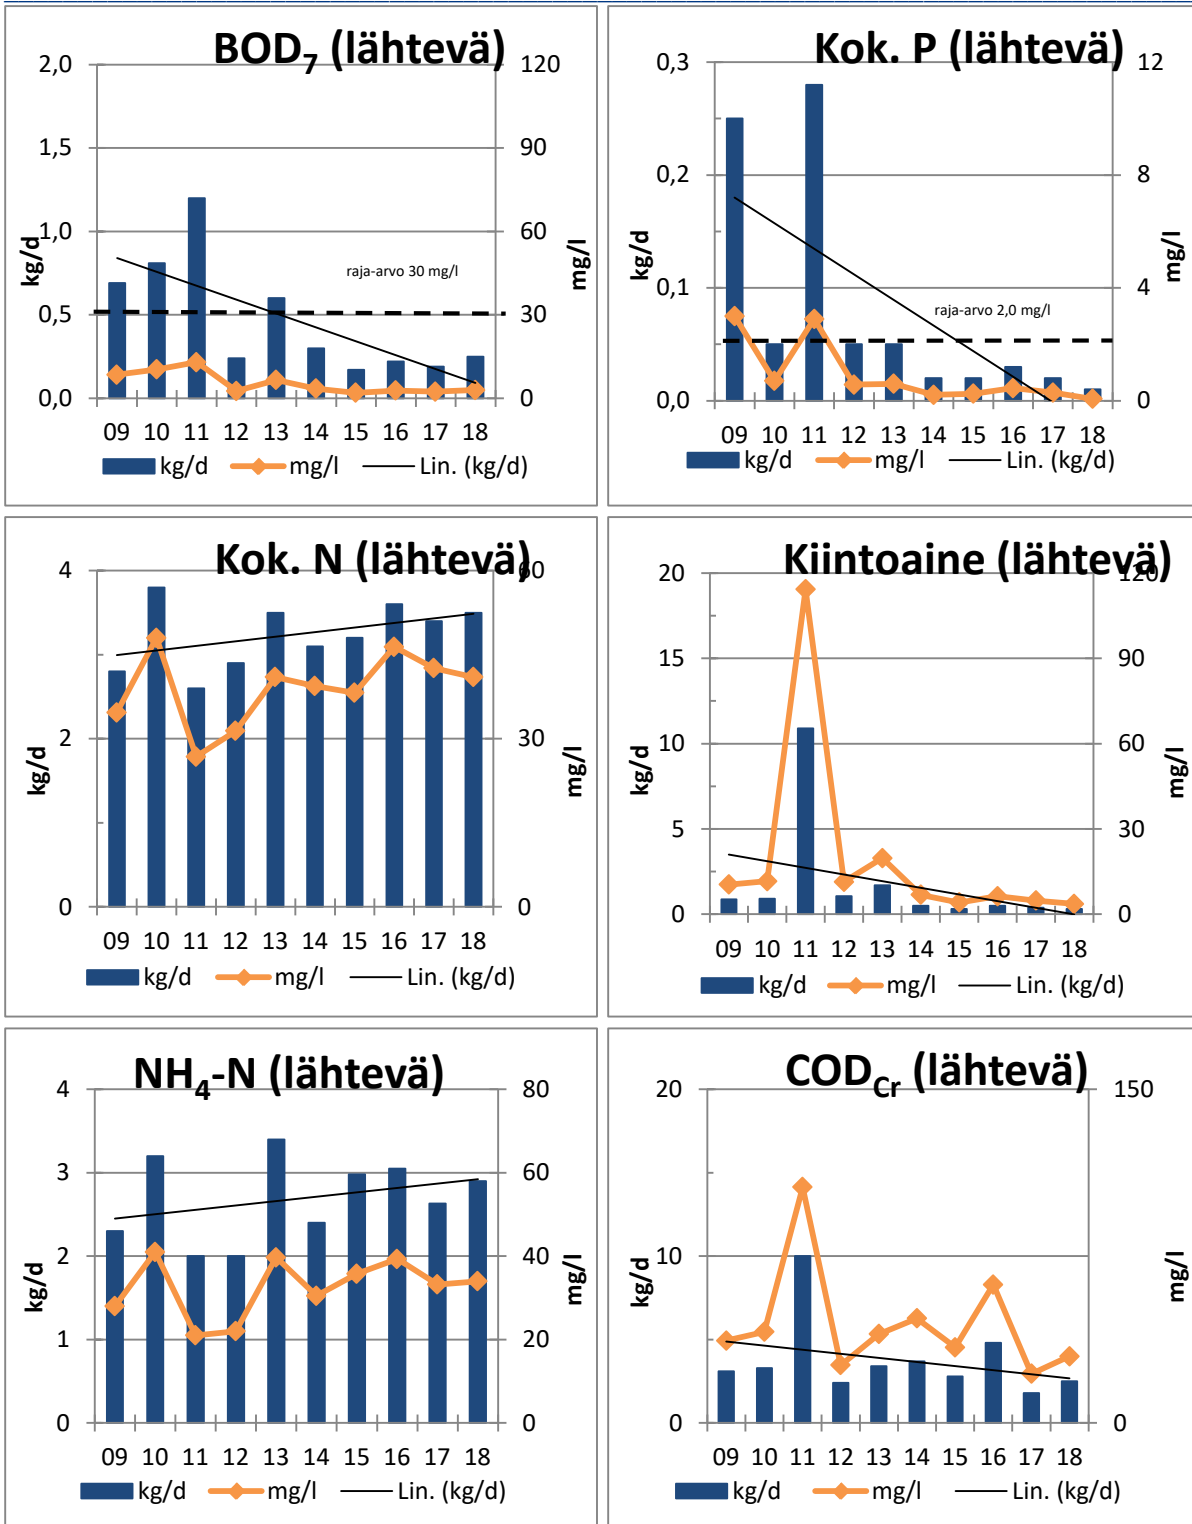 BOD₇ (lähtevä)
2,0
1,5
1,0
0,5
0,0
kg/d
120
90
60
30
0
mg/l
raja-arvo 30 mg/l
09 10 11 12 13 14 15 16 17 18
kg/d mg/l Lin. (kg/d)
Kok. P (lähtevä)
0,3
0,2
0,1
0,0
kg/d
12
8
4
0
mg/l
raja-arvo 2,0 mg/l
09 10 11 12 13 14 15 16 17 18
kg/d mg/l Lin. (kg/d)
Kok. N (lähtevä)
4
2
0
kg/d
60
30
0
mg/l
09 10 11 12 13 14 15 16 17 18
kg/d mg/l Lin. (kg/d)
Kiintoaine (lähtevä)
20
15
10
5
0
kg/d
120
90
60
30
0
mg/l
09 10 11 12 13 14 15 16 17 18
kg/d mg/l Lin. (kg/d)
NH₄-N (lähtevä)
4
3
2
1
0
kg/d
80
60
40
20
0
mg/l
09 10 11 12 13 14 15 16 17 18
kg/d mg/l Lin. (kg/d)
COD_Cr (lähtevä)
20
10
0
kg/d
150
0
mg/l
09 10 11 12 13 14 15 16 17 18
kg/d mg/l Lin. (kg/d)